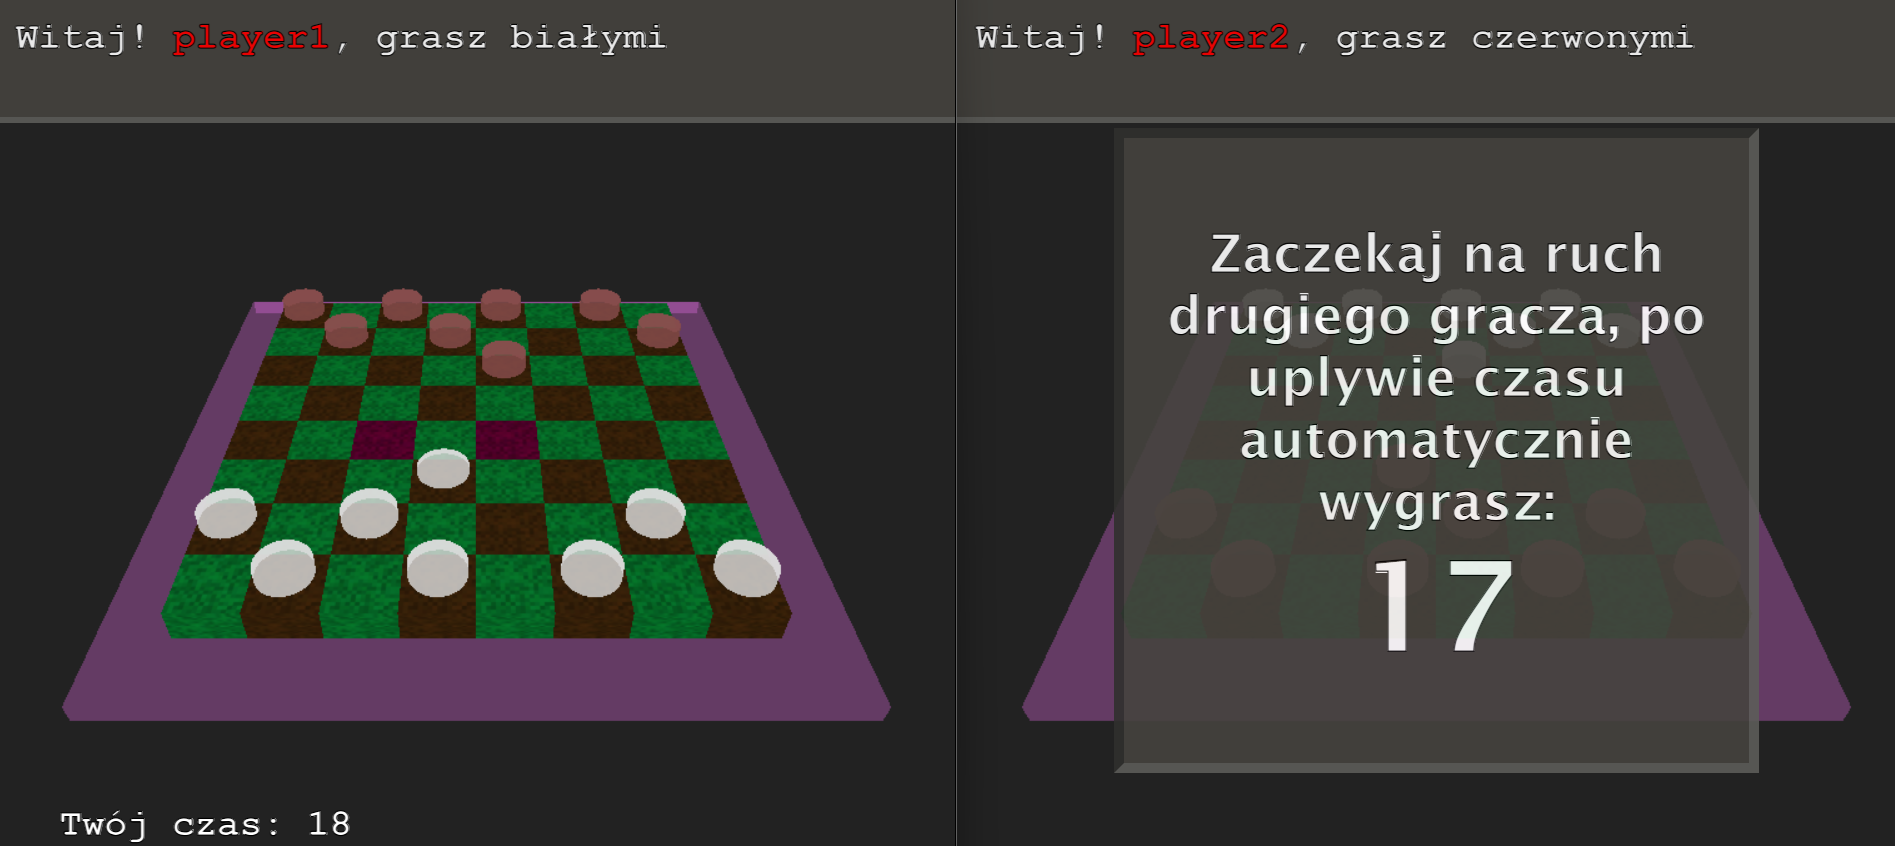 Witaj! player1, grasz białymi
Twój czas: 18
Witaj! player2, grasz czerwonymi
Zaczekaj na ruch
drugiego gracza, po
uplywie czasu
automatycznie
wygrasz:
17